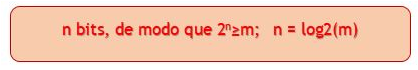 n bits, de modo que 2ⁿ≥m;  n = log2(m)